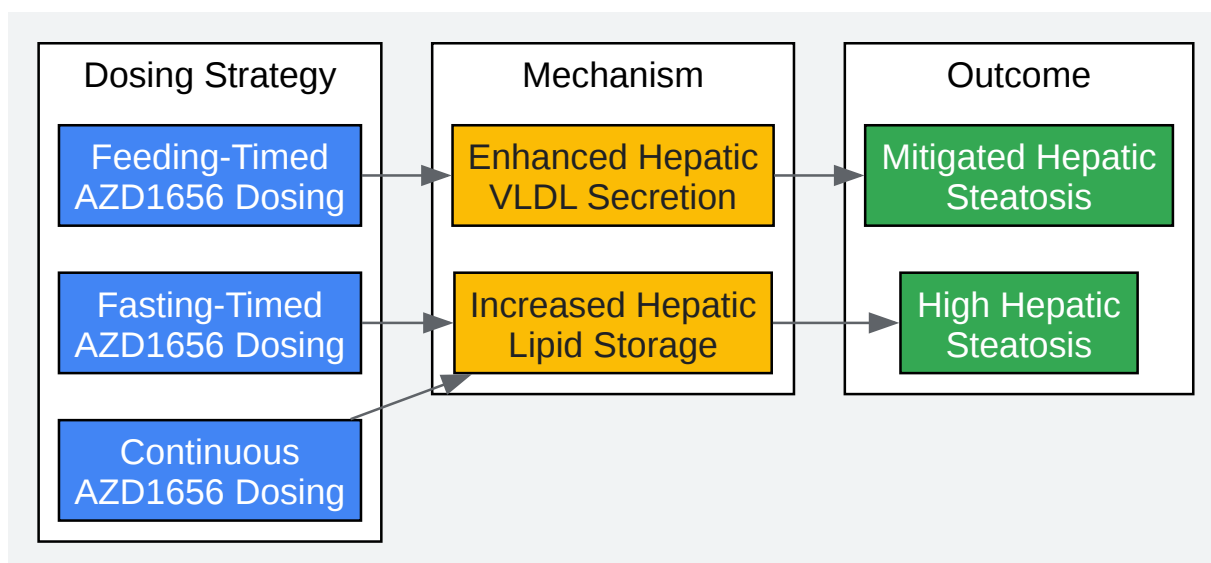 Dosing Strategy
Feeding-Timed
AZD1656 Dosing
Fasting-Timed
AZD1656 Dosing
Continuous
AZD1656 Dosing
Mechanism
Enhanced Hepatic
VLDL Secretion
Increased Hepatic
Lipid Storage
Outcome
Mitigated Hepatic
Steatosis
High Hepatic
Steatosis